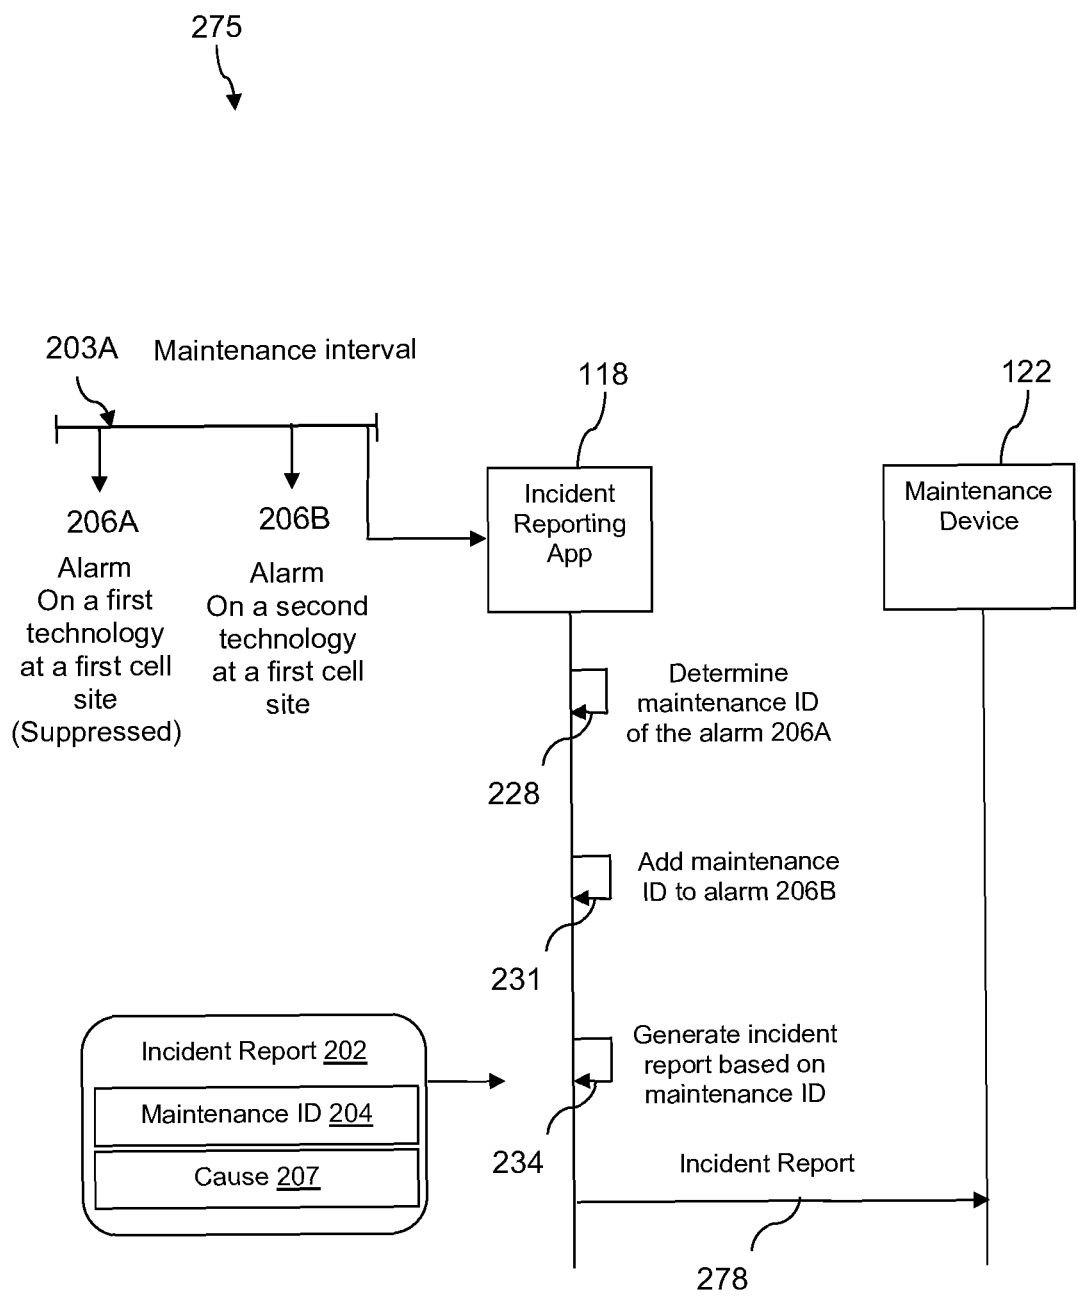 275
203A
Maintenance interval
118
122
206A
Alarm
On a first
technology
at a first cell
site
(Suppressed)
206B
Alarm
On a second
technology
at a first cell
site
Incident
Reporting
App
Maintenance
Device
Determine
maintenance ID
of the alarm 206A
228
Add maintenance
ID to alarm 206B
231
Incident Report 202
Maintenance ID 204
Cause 207
Generate incident
report based on
maintenance ID
234
Incident Report
278